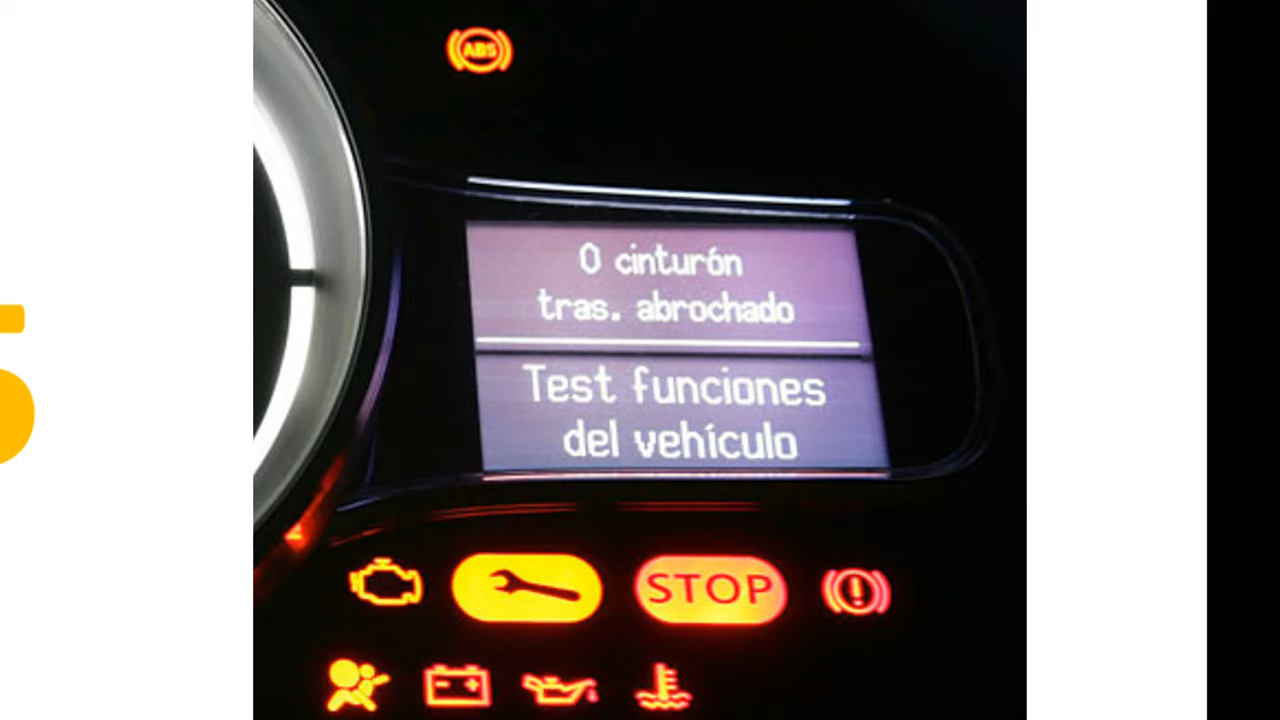 ABS
0 cinturón
tras. abrochado
Test funciones
del vehículo
STOP